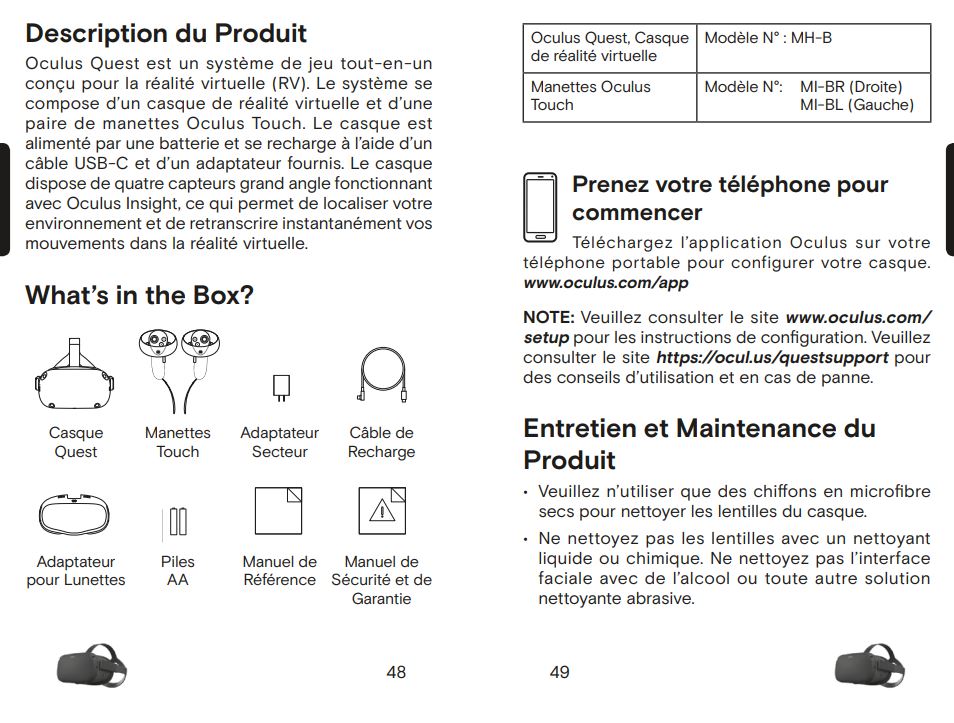 Description du Produit
Oculus Quest est un système de jeu tout-en-un
conçu pour la réalité virtuelle (RV). Le système se
compose d’un casque de réalité virtuelle et d’une
paire de manettes Oculus Touch. Le casque est
alimenté par une batterie et se recharge à l’aide d’un
câble USB-C et d’un adaptateur fournis. Le casque
dispose de quatre capteurs grand angle fonctionnant
avec Oculus Insight, ce qui permet de localiser votre
environnement et de retranscrire instantanément vos
mouvements dans la réalité virtuelle.
What’s in the Box?
Casque
Quest
Manettes
Touch
Adaptateur
Secteur
Câble de
Recharge
Adaptateur
pour Lunettes
Piles
AA
Manuel de
Référence
Manuel de
Sécurité et de
Garantie
48
Oculus Quest, Casque
de réalité virtuelle
Modèle N° : MH-B
Manettes Oculus
Touch
Modèle N°: MI-BR (Droite)
MI-BL (Gauche)
Prenez votre téléphone pour
commencer
Téléchargez l’application Oculus sur votre
téléphone portable pour configurer votre casque.
www.oculus.com/app
NOTE: Veuillez consulter le site www.oculus.com/
setup pour les instructions de configuration. Veuillez
consulter le site https://ocul.us/questsupport pour
des conseils d’utilisation et en cas de panne.
Entretien et Maintenance du
Produit
• Veuillez n’utiliser que des chiffons en microfibre
secs pour nettoyer les lentilles du casque.
• Ne nettoyez pas les lentilles avec un nettoyant
liquide ou chimique. Ne nettoyez pas l’interface
faciale avec de l’alcool ou toute autre solution
nettoyante abrasive.
49